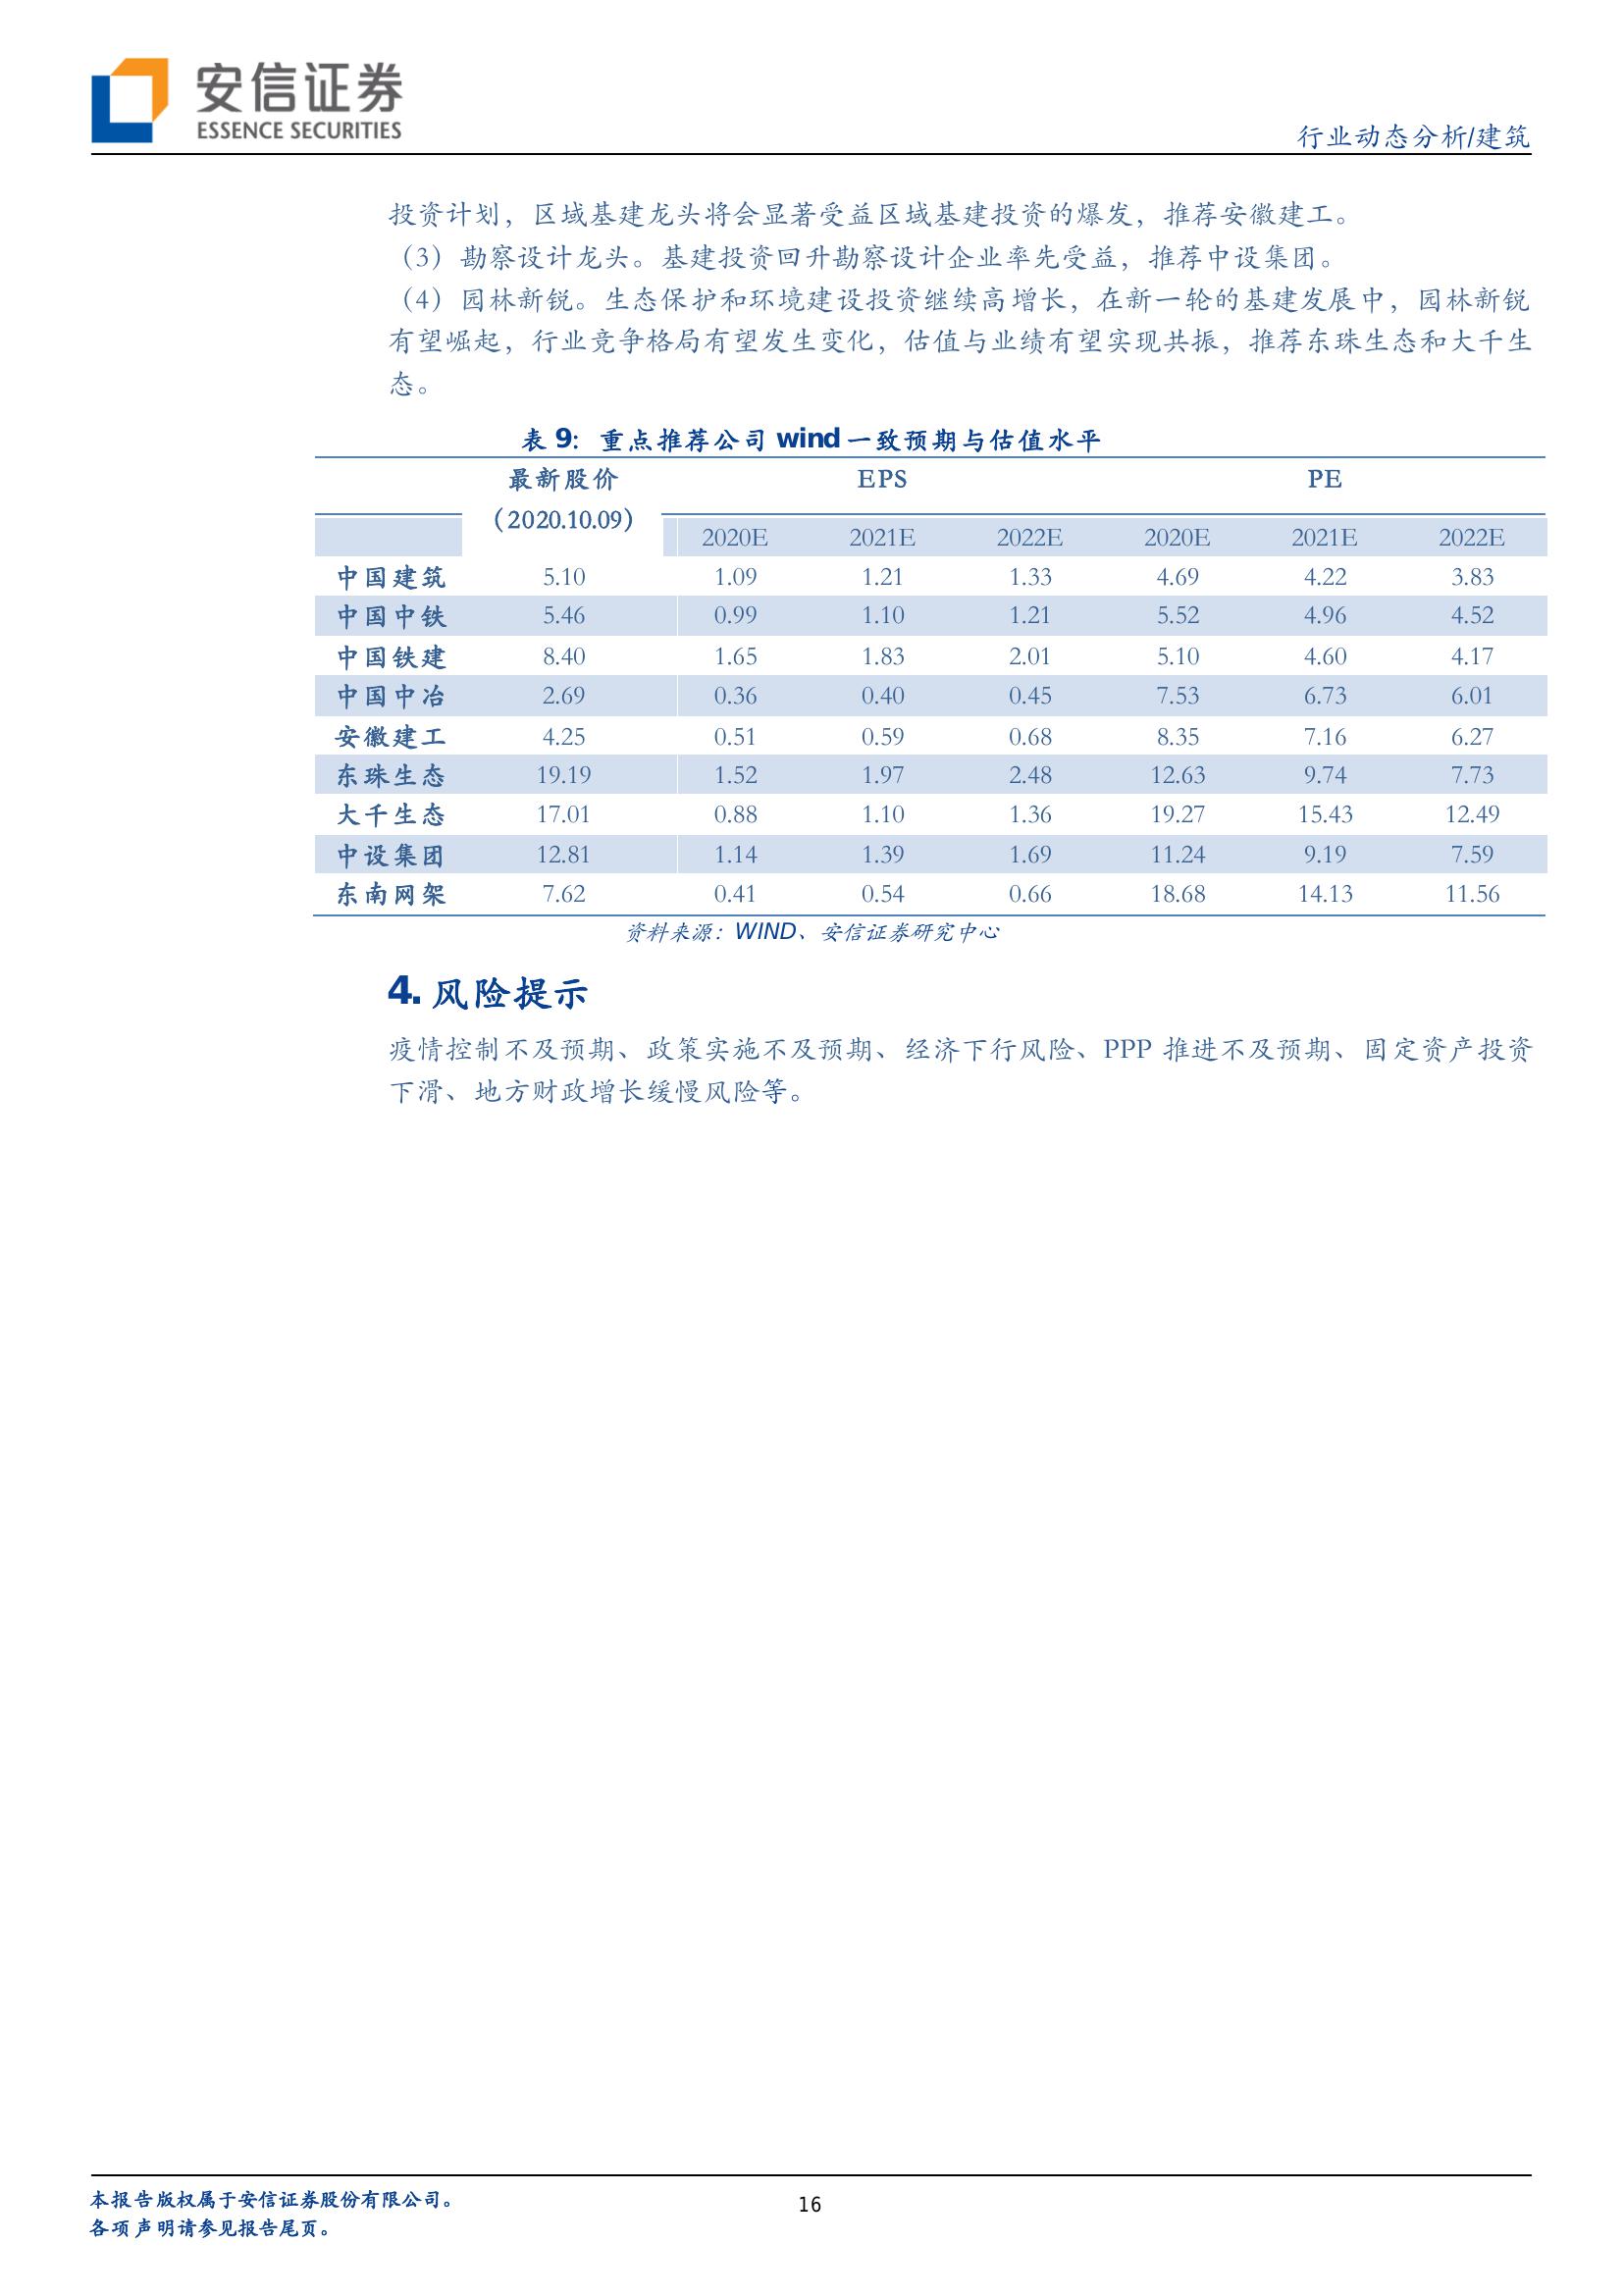 安信证券
ESSENCE SECURITIES
行业动态分析/建筑
投资计划，区域基建龙头将会显著受益区域基建投资的爆发，推荐安徽建工。
（3）勘察设计龙头。基建投资回升勘察设计企业率先受益，推荐中设集团。
（4）园林新锐。生态保护和环境建设投资继续高增长，在新一轮的基建发展中，园林新锐
有望崛起，行业竞争格局有望发生变化，估值与业绩有望实现共振，推荐东珠生态和大千生
态。
表 9：重点推荐公司 wind 一致预期与估值水平
最新股价 EPS PE
（2020.10.09）
2020E 2021E 2022E 2020E 2021E 2022E
中国建筑 5.10 1.09 1.21 1.33 4.69 4.22 3.83
中国中铁 5.46 0.99 1.10 1.21 5.52 4.96 4.52
中国铁建 8.40 1.65 1.83 2.01 5.10 4.60 4.17
中国中冶 2.69 0.36 0.40 0.45 7.53 6.73 6.01
安徽建工 4.25 0.51 0.59 0.68 8.35 7.16 6.27
东珠生态 19.19 1.52 1.97 2.48 12.63 9.74 7.73
大千生态 17.01 0.88 1.10 1.36 19.27 15.43 12.49
中设集团 12.81 1.14 1.39 1.69 11.24 9.19 7.59
东南网架 7.62 0.41 0.54 0.66 18.68 14.13 11.56
资料来源：WIND、安信证券研究中心
4. 风险提示
疫情控制不及预期、政策实施不及预期、经济下行风险、PPP 推进不及预期、固定资产投资
下滑、地方财政增长缓慢风险等。
本报告版权属于安信证券股份有限公司。
各项声明请参见报告尾页。
16